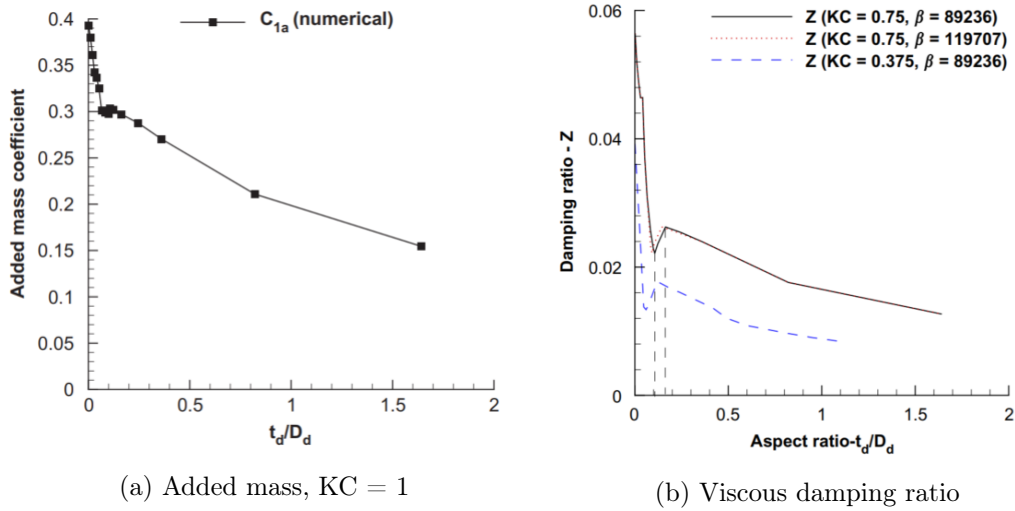 C1a (numerical)
0.4
0.35
0.3
0.25
0.2
0.15
0.1
0.05
0
Added mass coefficient
0 0.5 1 1.5 2
td/Dd
(a) Added mass, KC = 1
Z (KC = 0.75, β = 89236)
Z (KC = 0.75, β = 119707)
Z (KC = 0.375, β = 89236)
0.06
0.04
0.02
0
Damping ratio - Z
0 0.5 1 1.5 2
Aspect ratio-td/Dd
(b) Viscous damping ratio